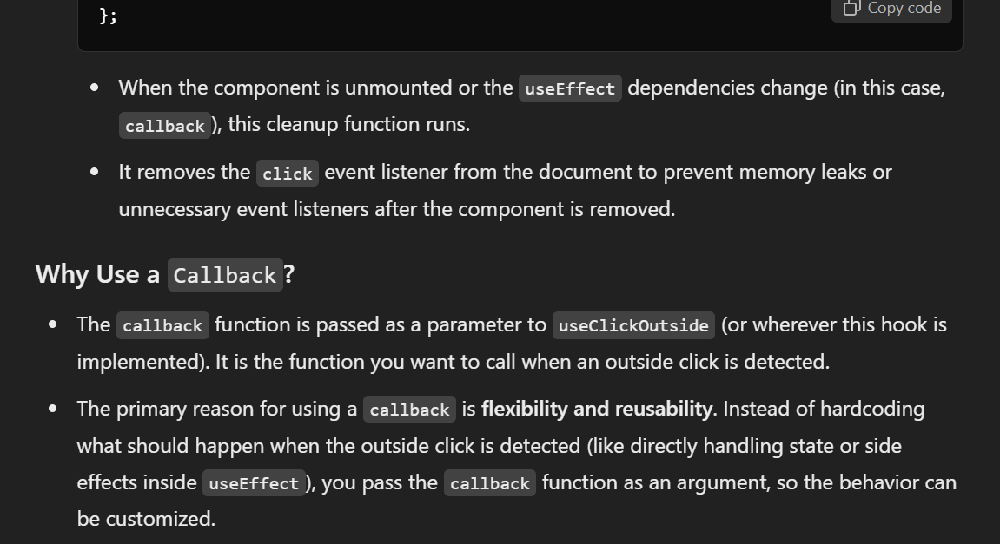 };
Copy code
When the component is unmounted or the useEffect dependencies change (in this case,
callback), this cleanup function runs.
It removes the click event listener from the document to prevent memory leaks or
unnecessary event listeners after the component is removed.
Why Use a Callback?
The callback function is passed as a parameter to useClickOutside (or wherever this hook is
implemented). It is the function you want to call when an outside click is detected.
The primary reason for using a callback is flexibility and reusability. Instead of hardcoding
what should happen when the outside click is detected (like directly handling state or side
effects inside useEffect), you pass the callback function as an argument, so the behavior can
be customized.